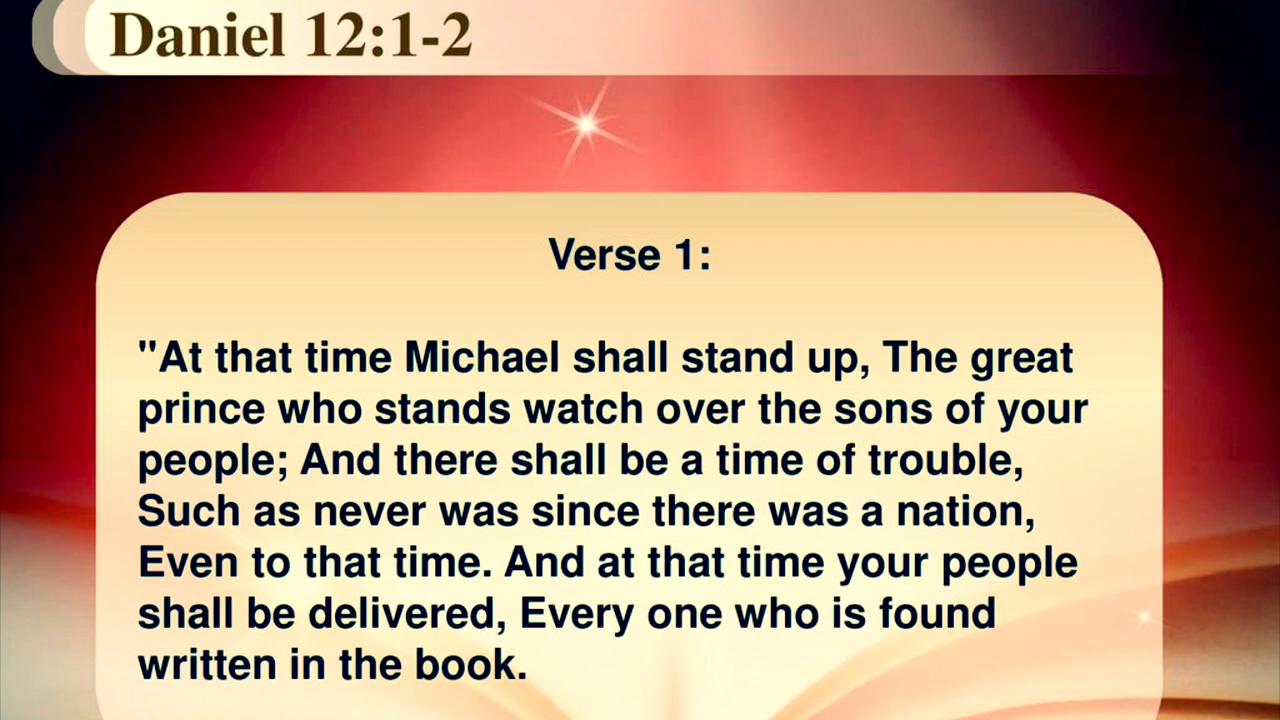 Daniel 12:1-2
Verse 1:
"At that time Michael shall stand up, The great
prince who stands watch over the sons of your
people; And there shall be a time of trouble,
Such as never was since there was a nation,
Even to that time. And at that time your people
shall be delivered, Every one who is found
written in the book.